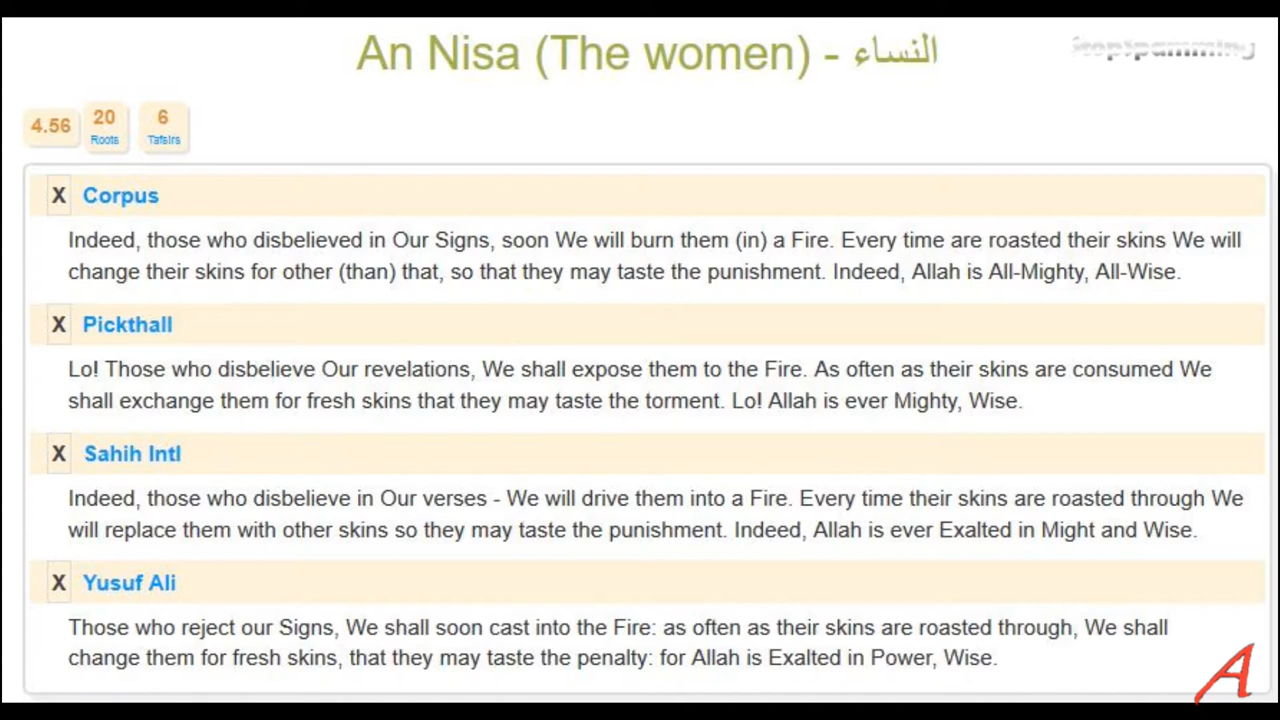 An Nisa (The women) - النساء
4.56
20
Roots
6
Tafsirs
X Corpus
Indeed, those who disbelieved in Our Signs, soon We will burn them (in) a Fire. Every time are roasted their skins We will
change their skins for other (than) that, so that they may taste the punishment. Indeed, Allah is All-Mighty, All-Wise.
X Pickthall
Lo! Those who disbelieve Our revelations, We shall expose them to the Fire. As often as their skins are consumed We
shall exchange them for fresh skins that they may taste the torment. Lo! Allah is ever Mighty, Wise.
X Sahih Intl
Indeed, those who disbelieve in Our verses - We will drive them into a Fire. Every time their skins are roasted through We
will replace them with other skins so they may taste the punishment. Indeed, Allah is ever Exalted in Might and Wise.
X Yusuf Ali
Those who reject our Signs, We shall soon cast into the Fire: as often as their skins are roasted through, We shall
change them for fresh skins, that they may taste the penalty: for Allah is Exalted in Power, Wise.
A